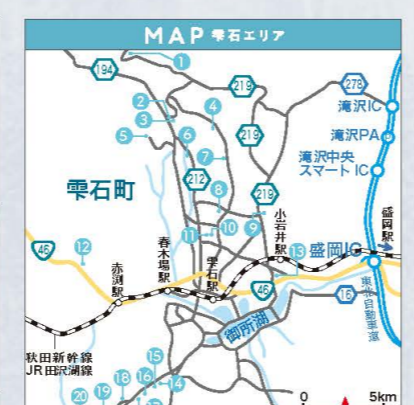 MAP 雫石エリア
194
1
219
278
滝沢IC
2
3
4
219
滝沢PA
5
6
7
滝沢中央
スマートIC
212
雫石町
8
219
11
10
9
小岩井駅
盛岡駅
46
12
春木場駅
雫石駅
13
盛岡IC
赤渕駅
46
16
東北自動車道
御所湖
秋田新幹線
JR田沢湖線
15
16
14
18
19
20
17
0
5km